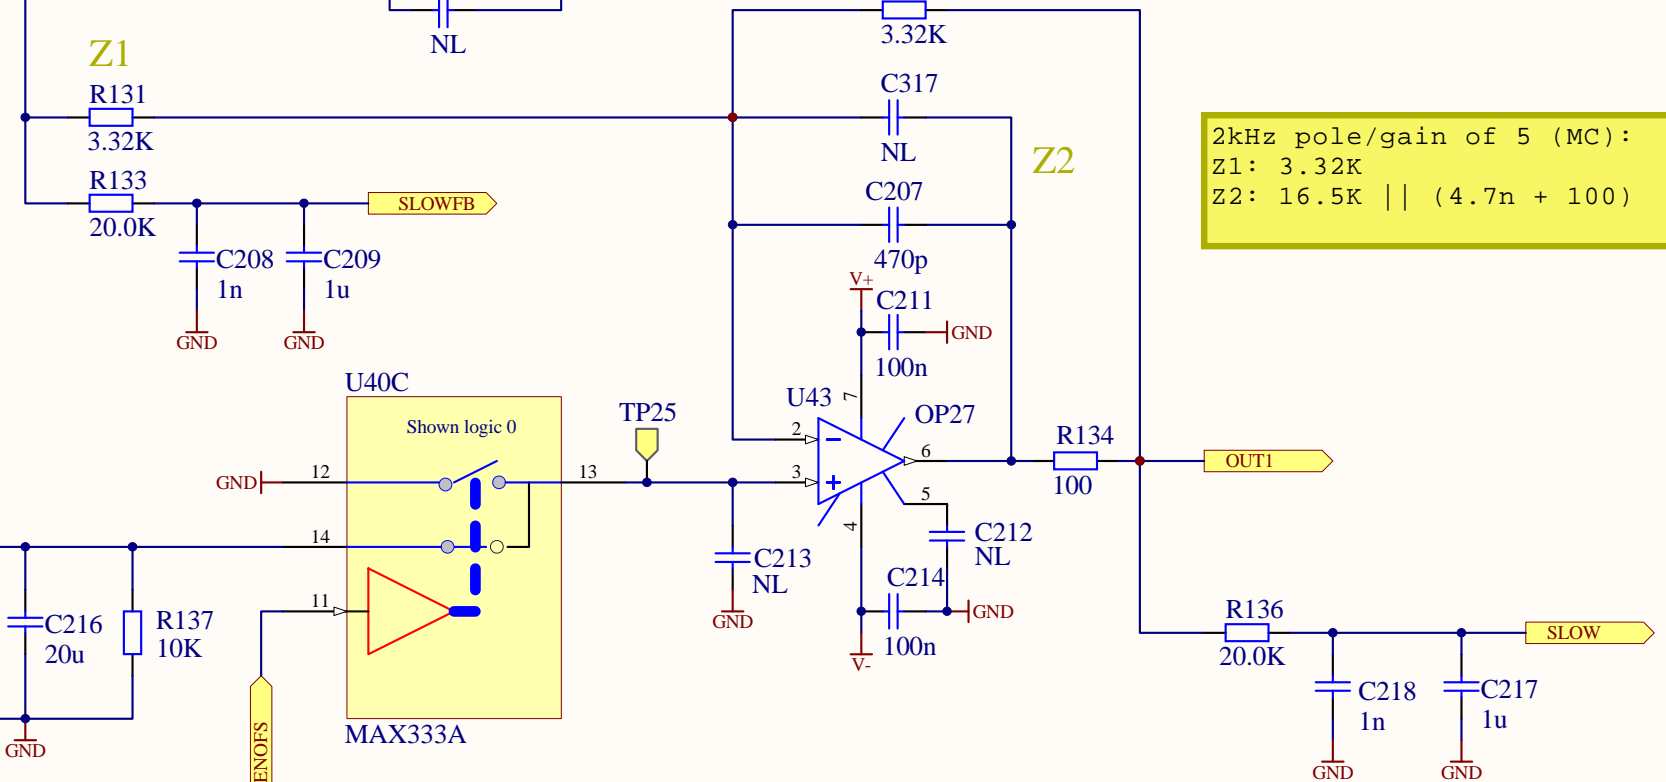 NL
3.32K
Z1
R131
3.32K
C317
NL
2kHz pole/gain of 5 (MC):
Z1: 3.32K
Z2: 16.5K || (4.7n + 100)
Z2
R133
20.0K
SLOWFB
C207
470p
C208
1n
GND
C209
1u
GND
V+
C211
100n
GND
U40C
Shown logic 0
GND
12
13
14
11
MAX333A
ENOFS
TP25
U43
OP27
7
2
3
6
5
4
R134
100
OUT1
C212
NL
C213
NL
GND
C214
100n
GND
V-
C216
20u
R137
10K
GND
R136
20.0K
SLOW
C218
1n
GND
C217
1u
GND